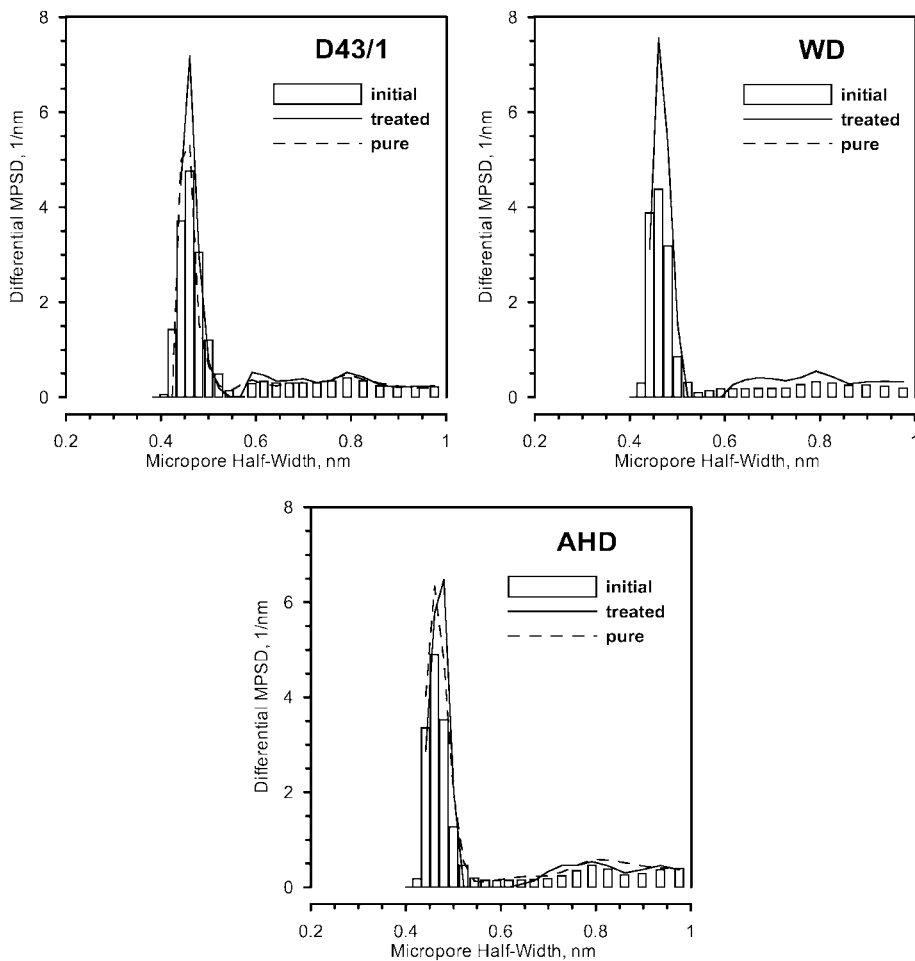 D43/1
initial
treated
pure
Differential MPSD, 1/nm
8
6
4
2
0
0.2
0.4
0.6
0.8
1
Micropore Half-Width, nm
WD
initial
treated
pure
Differential MPSD, 1/nm
8
6
4
2
0
0.2
0.4
0.6
0.8
1
Micropore Half-Width, nm
AHD
initial
treated
pure
Differential MPSD, 1/nm
8
6
4
2
0
0.2
0.4
0.6
0.8
1
Micropore Half-Width, nm